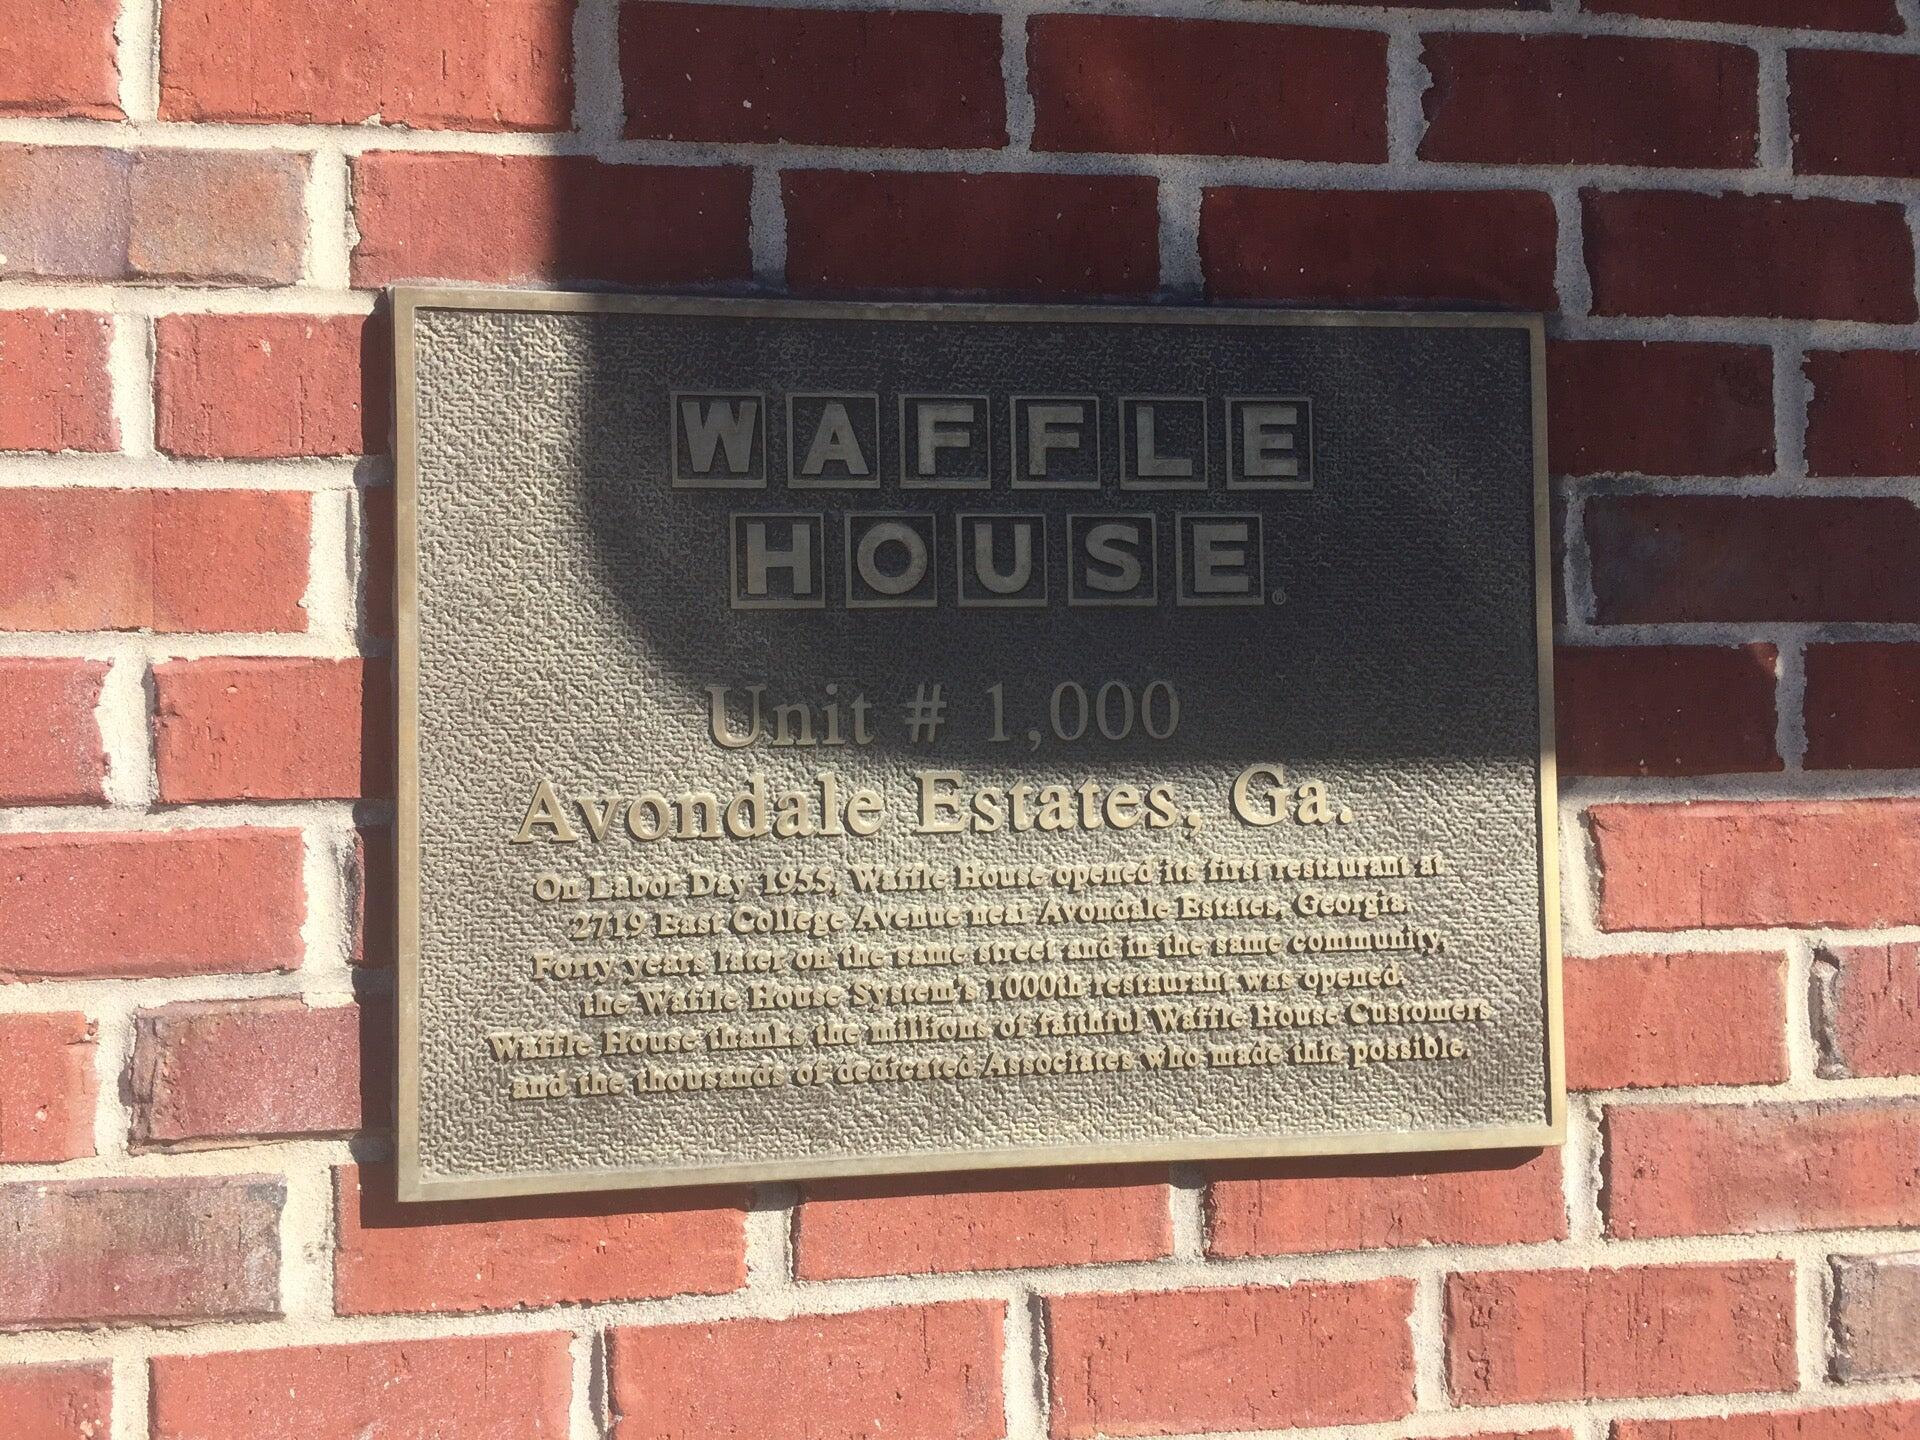 WAFFLE
HOUSE®
Unit # 1,000
Avondale Estates, Ga.
On Labor Day 1955, Waffle House opened its first restaurant at
2719 East College Avenue near Avondale Estates, Georgia.
Forty years later on the same street and in the same community,
the Waffle House System's 1000th restaurant was opened.
Waffle House thanks the millions of faithful Waffle House Customers
and the thousands of dedicated Associates who made this possible.